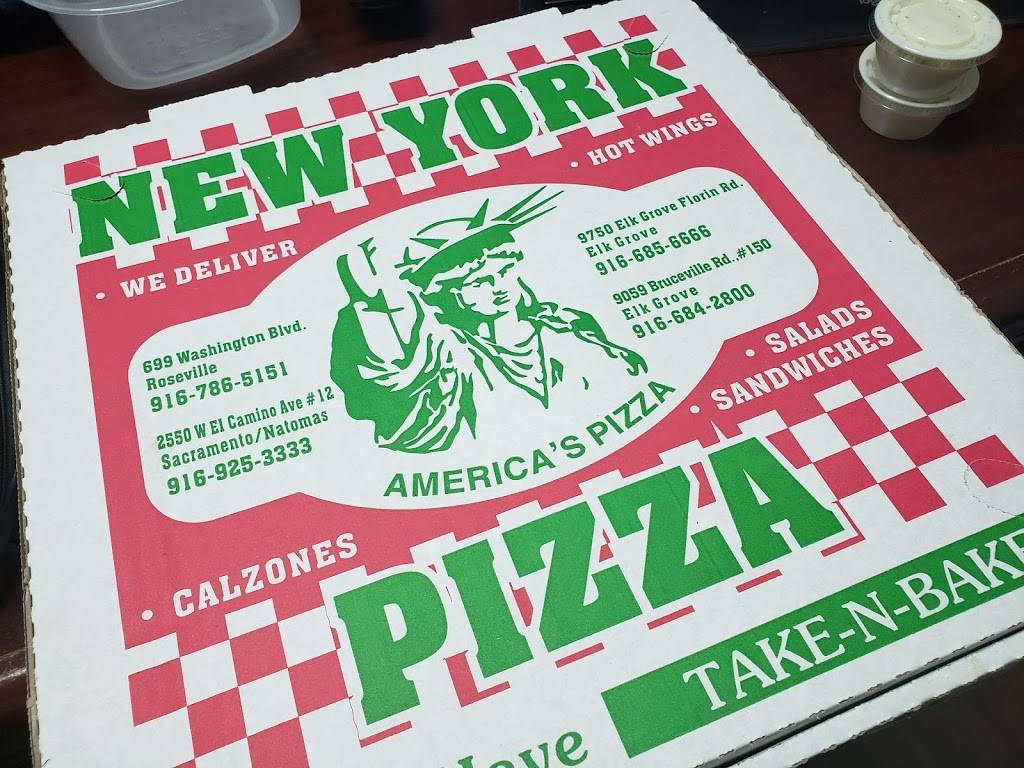 NEW YORK
• HOT WINGS
• WE DELIVER
9750 Elk Grove Florin Rd.
Elk Grove
916-685-6666
9059 Bruceville Rd.,#150
Elk Grove
916-684-2800
699 Washington Blvd.
Roseville
916-786-5151
2550 W El Camino Ave #12
Sacramento/Natomas
916-925-3333
AMERICA'S PIZZA
• SALADS
• SANDWICHES
• CALZONES
PIZZA
TAKE-N-BAKE